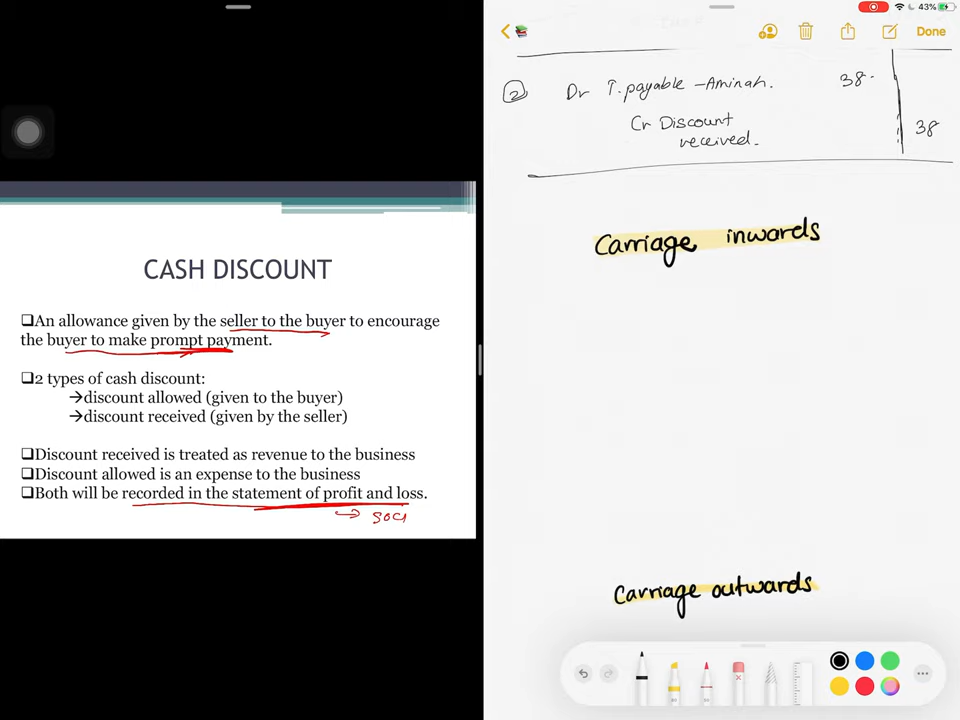 CASH DISCOUNT
❑An allowance given by the seller to the buyer to encourage
the buyer to make prompt payment.
❑2 types of cash discount:
→discount allowed (given to the buyer)
→discount received (given by the seller)
❑Discount received is treated as revenue to the business
❑Discount allowed is an expense to the business
❑Both will be recorded in the statement of profit and loss.
→ SOCI
43%
Done
2 Dr T.payable - Aminah. 38.
Cr Discount 38
received.
Carriage inwards
Carriage outwards